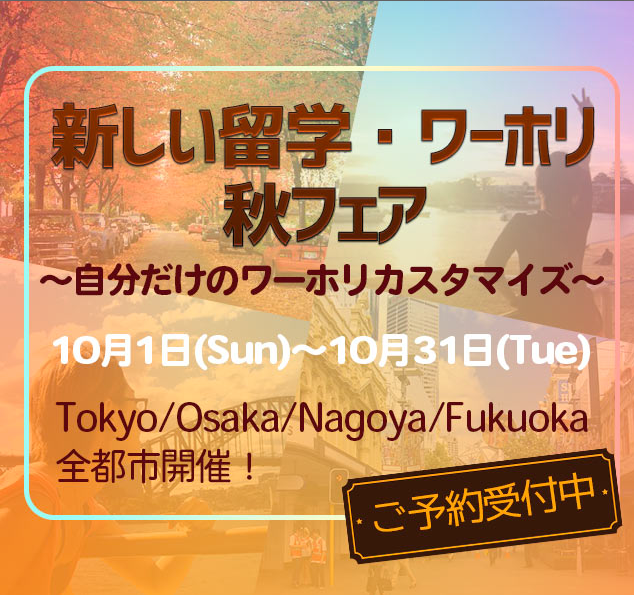 新しい留学・ワーホリ
秋フェア
～自分だけのワーホリカスタマイズ～
10月1日(Sun)～10月31日(Tue)
Tokyo/Osaka/Nagoya/Fukuoka
全都市開催！
ご予約受付中